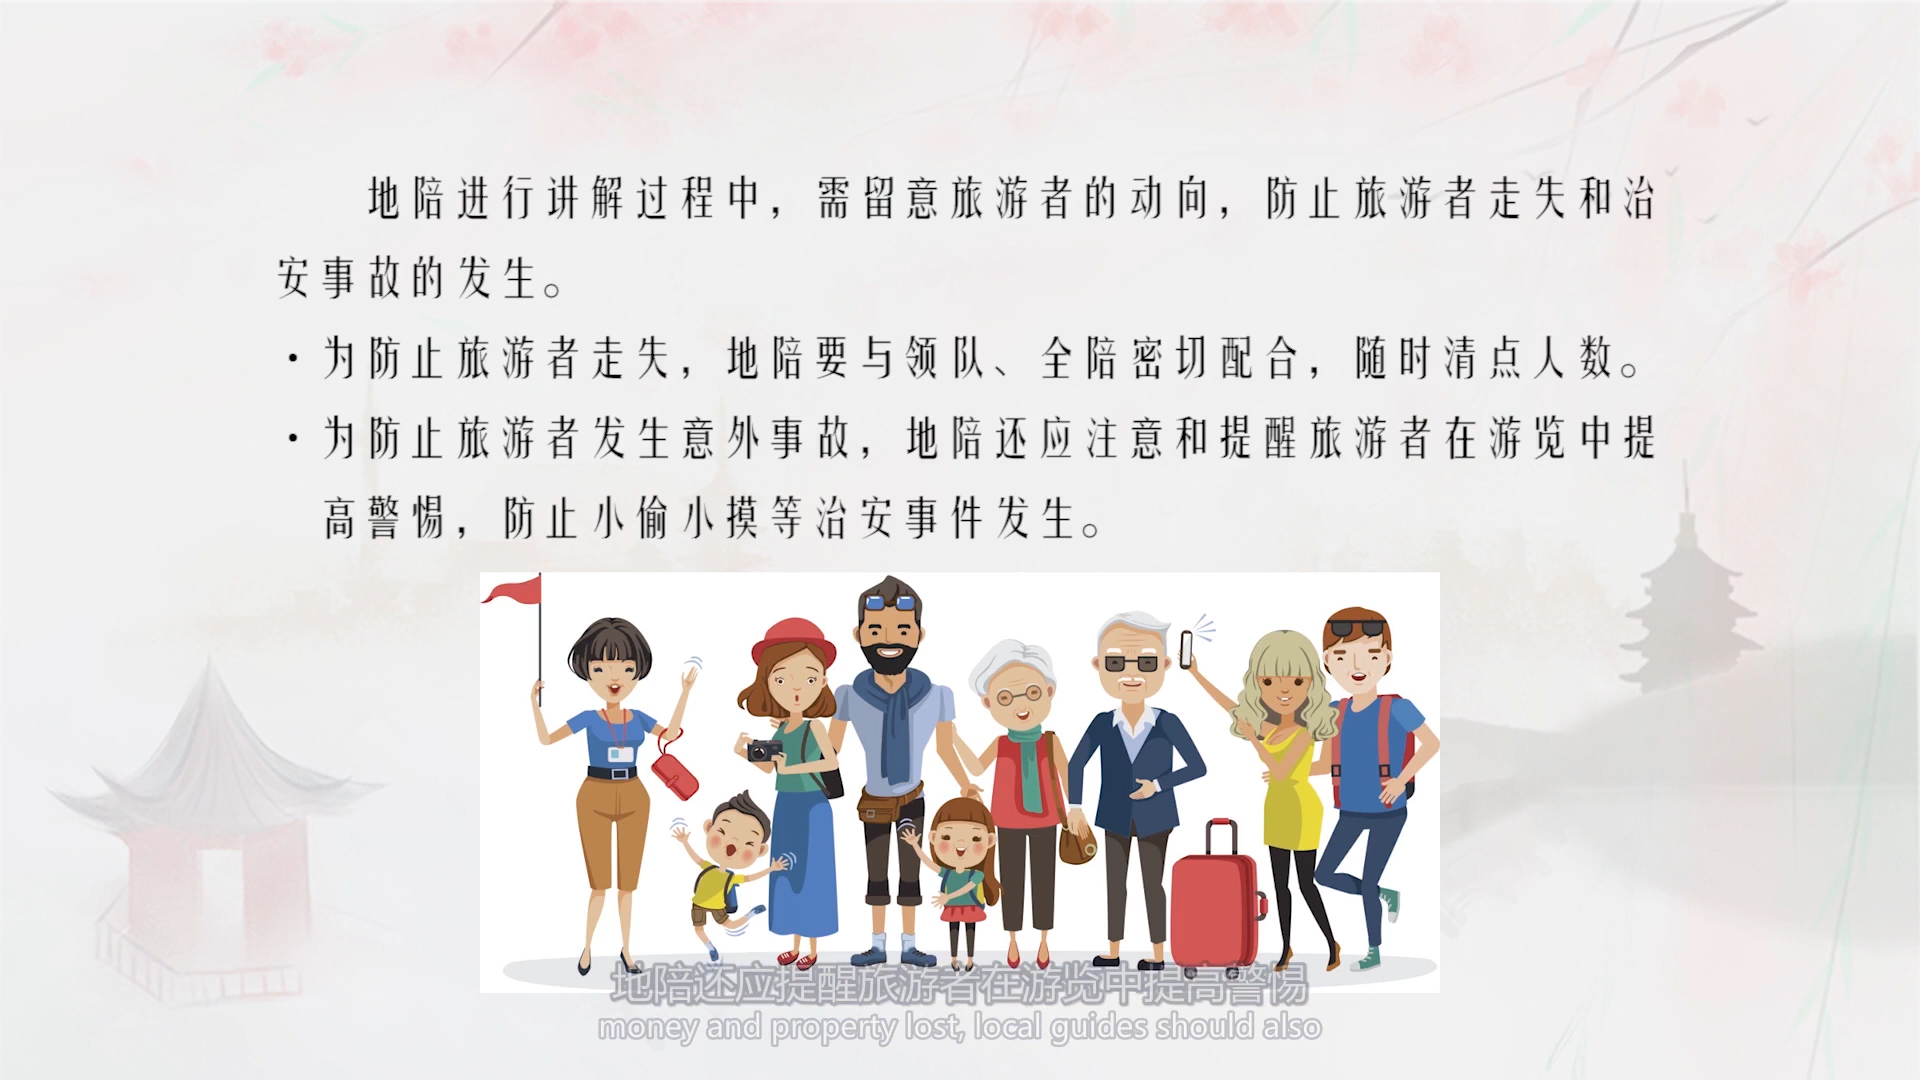 地陪进行讲解过程中，需留意旅游者的动向，防止旅游者走失和治
安事故的发生。
·为防止旅游者走失，地陪要与领队、全陪密切配合，随时清点人数。
·为防止旅游者发生意外事故，地陪还应注意和提醒旅游者在游览中提
高警惕，防止小偷小摸等治安事件发生。
地陪还应提醒旅游者在游览中提高警惕
money and property lost, local guides should also